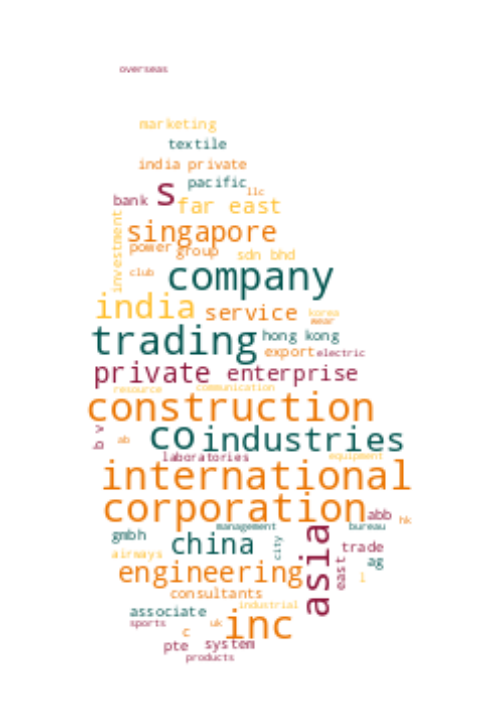 overseas
marketing
textile
india private
pacific
llc
bank
s
far east
investment
singapore
power
group
sdn bhd
club
company
india
service
korea
wear
trading
hong kong
export
electric
private
enterprise
resource
communication
construction
b v
ab
co
industries
laboratories
equipment
international
corporation
abb
hk
management
bureau
gmbh
china
city
asia
trade
airways
east
ag
engineering
l
consultants
associate
industrial
sports
c
uk
inc
pte
system
products